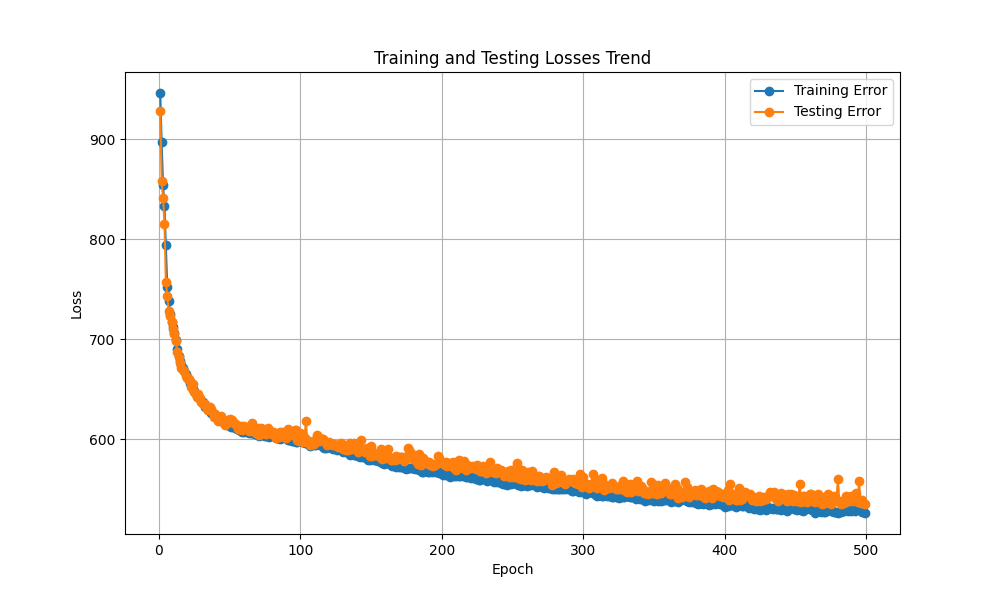 Training and Testing Losses Trend
Training Error
Testing Error
900
800
700
600
Loss
0
100
200
300
400
500
Epoch